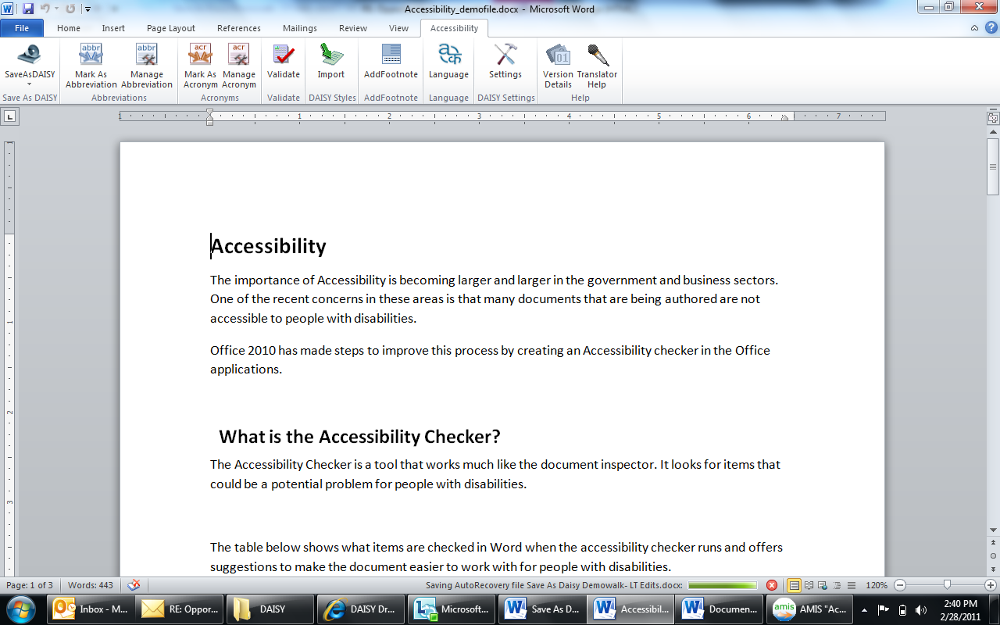 Accessibility_demofile.docx - Microsoft Word
File Home Insert Page Layout References Mailings Review View Accessibility
SaveAsDAISY
Mark As Abbreviation
Manage Abbreviation
Mark As Acronym
Manage Acronym
Validate
Import
AddFootnote
Language
Settings
Version Details
Translator Help
Save As DAISY Abbreviations Acronyms Validate DAISY Styles AddFootnote Language DAISY Settings Help
1 1 2 3 4 5 6 7
Accessibility
The importance of Accessibility is becoming larger and larger in the government and business sectors.
One of the recent concerns in these areas is that many documents that are being authored are not
accessible to people with disabilities.
Office 2010 has made steps to improve this process by creating an Accessibility checker in the Office
applications.
What is the Accessibility Checker?
The Accessibility Checker is a tool that works much like the document inspector. It looks for items that
could be a potential problem for people with disabilities.
The table below shows what items are checked in Word when the accessibility checker runs and offers
suggestions to make the document easier to work with for people with disabilities.
1
2
3
Page: 1 of 3 Words: 443 Saving AutoRecovery file Save As Daisy Demowalk- LT Edits.docx: 120%
Inbox - M... RE: Oppor... DAISY DAISY Dr... Microsoft... Save As D... Accessibil... Documen... AMIS "Ac... 2:40 PM
2/28/2011